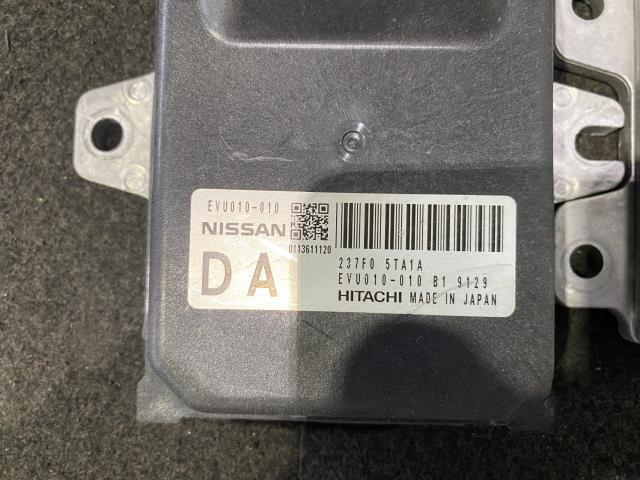 EVU010-010
NISSAN
0113611120
DA
237F0 5TA1A
EVU010-010 B1 9129
HITACHI MADE IN JAPAN